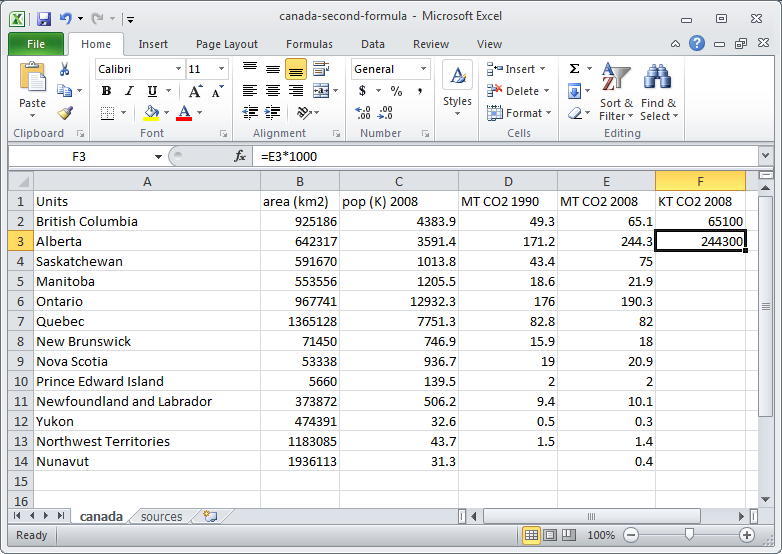 canada-second-formula - Microsoft Excel
File Home Insert Page Layout Formulas Data Review View
Calibri 11 General
Paste B I U A A A $ % , Styles Insert Delete Format Σ Sort & Filter Find & Select
Clipboard Font Alignment Number Cells Editing
F3 fx =E3*1000
A B C D E F
1 Units area (km2) pop (K) 2008 MT CO2 1990 MT CO2 2008 KT CO2 2008
2 British Columbia 925186 4383.9 49.3 65.1 65100
3 Alberta 642317 3591.4 171.2 244.3 244300
4 Saskatchewan 591670 1013.8 43.4 75
5 Manitoba 553556 1205.5 18.6 21.9
6 Ontario 967741 12932.3 176 190.3
7 Quebec 1365128 7751.3 82.8 82
8 New Brunswick 71450 746.9 15.9 18
9 Nova Scotia 53338 936.7 19 20.9
10 Prince Edward Island 5660 139.5 2 2
11 Newfoundland and Labrador 373872 506.2 9.4 10.1
12 Yukon 474391 32.6 0.5 0.3
13 Northwest Territories 1183085 43.7 1.5 1.4
14 Nunavut 1936113 31.3 0.4
15
16
canada sources
Ready 100%